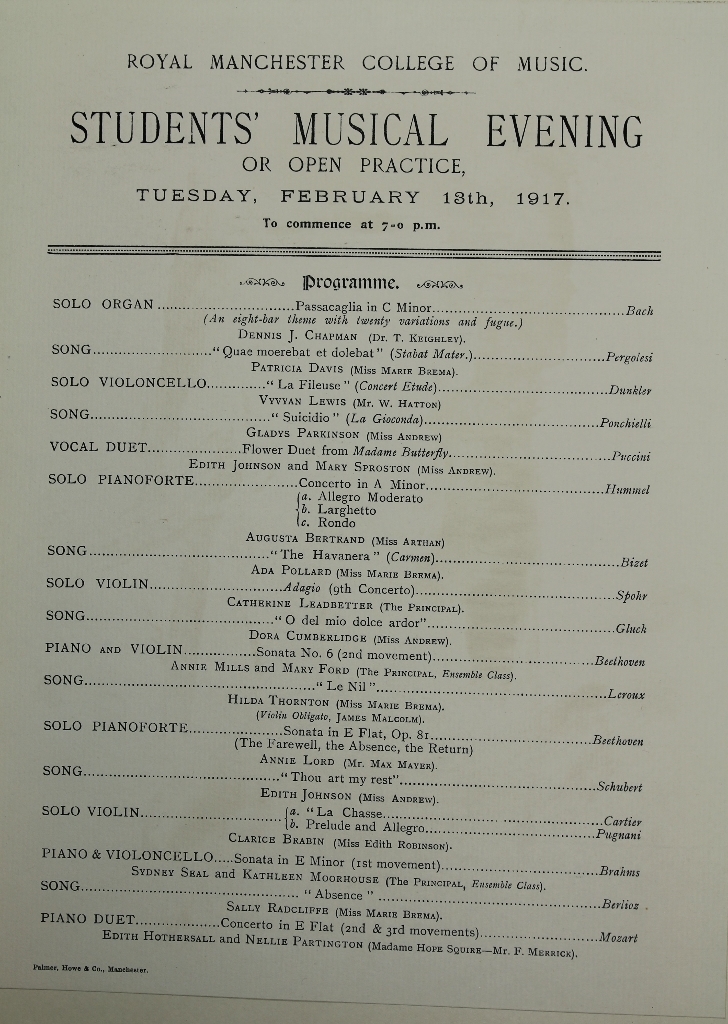 ROYAL MANCHESTER COLLEGE OF MUSIC.
STUDENTS' MUSICAL EVENING
OR OPEN PRACTICE,
TUESDAY, FEBRUARY 13th, 1917.
To commence at 7-0 p.m.
Programme.
SOLO ORGAN ..............................Passacaglia in C Minor..........................................Bach
(An eight-bar theme with twenty variations and fugue.)
DENNIS J. CHAPMAN (DR. T. KEIGHLEY).
SONG.........................."Quae moerebat et dolebat" (Stabat Mater.)............................Pergolesi
PATRICIA DAVIS (MISS MARIE BREMA).
SOLO VIOLONCELLO.............."La Fileuse" (Concert Etude).....................................Dunkler
VYVYAN LEWIS (MR. W. HATTON)
SONG......................................."Suicidio" (La Gioconda).......................................Ponchielli
GLADYS PARKINSON (MISS ANDREW)
VOCAL DUET.....................Flower Duet from Madame Butterfly...................................Puccini
EDITH JOHNSON AND MARY SPROSTON (MISS ANDREW).
SOLO PIANOFORTE.......................Concerto in A Minor.......................................Hummel
a. Allegro Moderato
b. Larghetto
c. Rondo
AUGUSTA BERTRAND (MISS ARTHAN)
SONG......................................."The Havanera" (Carmen).......................................Bizet
ADA POLLARD (MISS MARIE BREMA).
SOLO VIOLIN.............................Adagio (9th Concerto)...........................................Spohr
CATHERINE LEADBETTER (THE PRINCIPAL).
SONG........................................"O del mio dolce ardor".........................................Gluck
DORA CUMBERLIDGE (MISS ANDREW).
PIANO AND VIOLIN................Sonata No. 6 (2nd movement)...................................Beethoven
ANNIE MILLS AND MARY FORD (THE PRINCIPAL, Ensemble Class).
SONG.................................................."Le Nil"..................................................Leroux
HILDA THORNTON (MISS MARIE BREMA).
(Violin Obligato, JAMES MALCOLM).
SOLO PIANOFORTE.....................Sonata in E Flat, Op. 81.....................................Beethoven
(The Farewell, the Absence, the Return)
ANNIE LORD (MR. MAX MAYER).
SONG..........................................."Thou art my rest"...........................................Schubert
EDITH JOHNSON (MISS ANDREW).
SOLO VIOLIN................................a. "La Chasse..................................................Cartier
b. Prelude and Allegro.....................................Pugnani
CLARICE BRABIN (MISS EDITH ROBINSON).
PIANO & VIOLONCELLO.....Sonata in E Minor (1st movement)...................................Brahms
SYDNEY SEAL AND KATHLEEN MOORHOUSE (THE PRINCIPAL, Ensemble Class).
SONG................................................"Absence" ................................................Berlioz
SALLY RADCLIFFE (MISS MARIE BREMA).
PIANO DUET..................Concerto in E Flat (2nd & 3rd movements)..........................Mozart
EDITH HOTHERSALL AND NELLIE PARTINGTON (MADAME HOPE SQUIRE—MR. F. MERRICK).
Palmer, Howe & Co., Manchester.